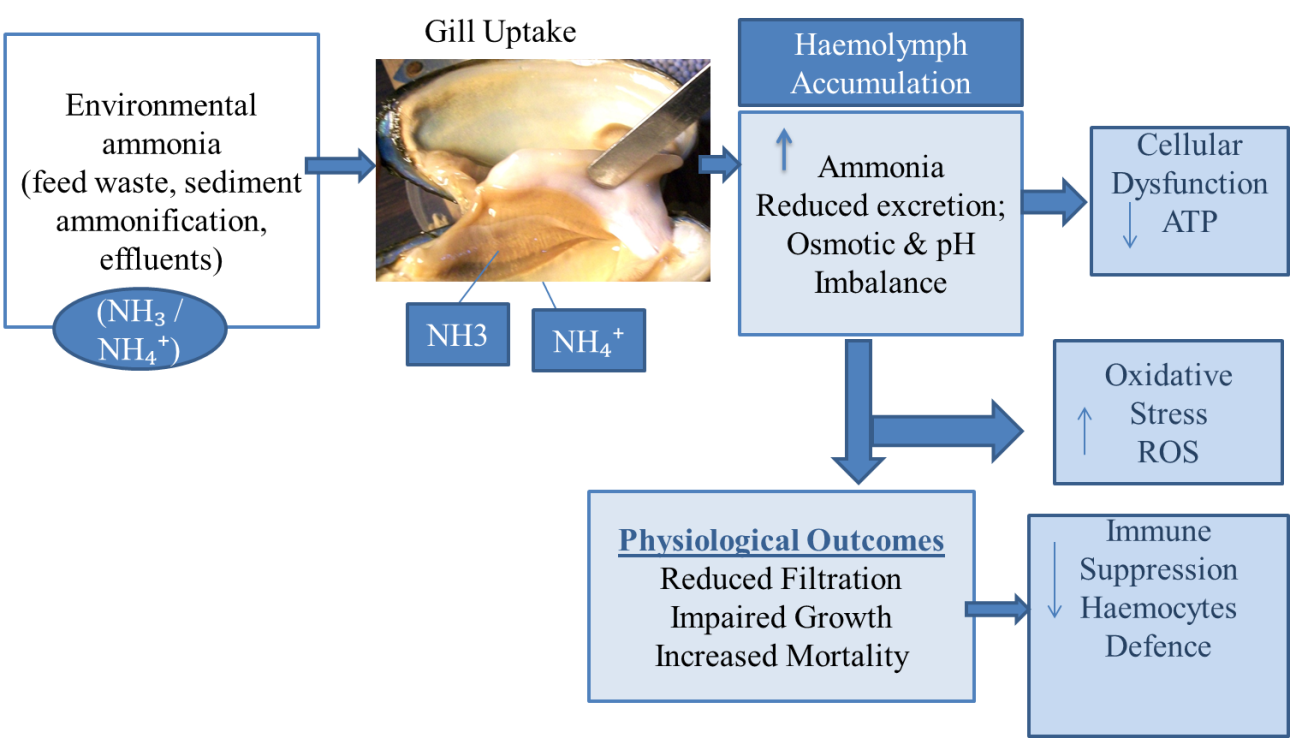 Gill Uptake
Environmental
ammonia
(feed waste, sediment
ammonification,
effluents)
(NH₃ /
NH₄⁺)
NH3
NH₄⁺
Haemolymph
Accumulation
↑
Ammonia
Reduced excretion;
Osmotic & pH
Imbalance
Cellular
Dysfunction
↓ ATP
Oxidative
Stress
↑ ROS
Physiological Outcomes
Reduced Filtration
Impaired Growth
Increased Mortality
Immune
↓ Suppression
Haemocytes
Defence